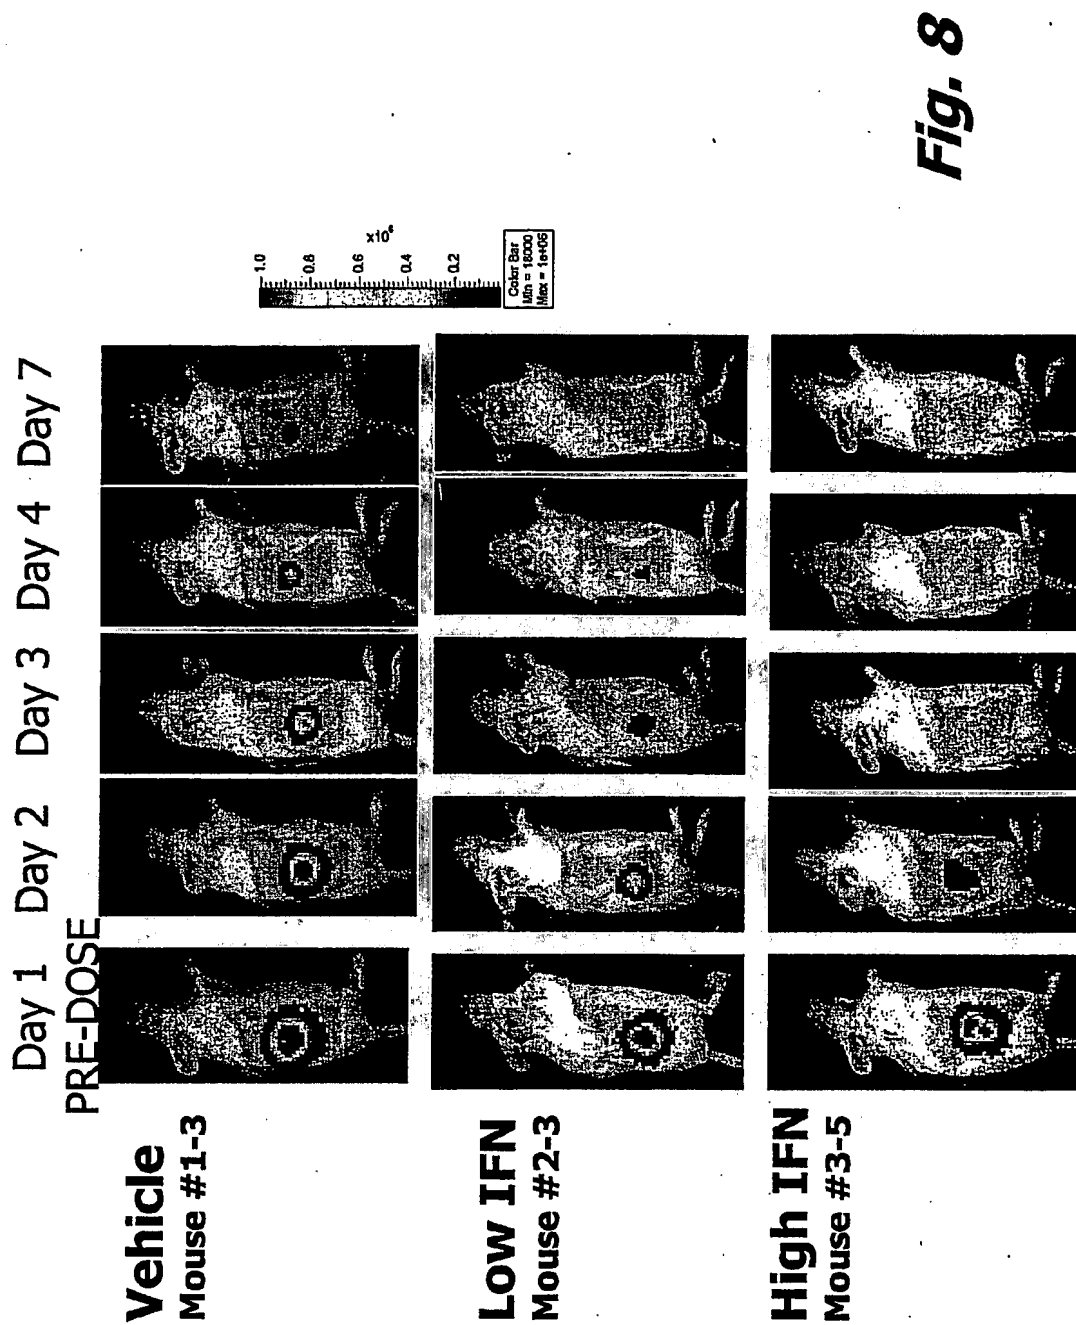 Day 1 Day 2 Day 3 Day 4 Day 7
PRE-DOSE
Vehicle
Mouse #1-3
Low IFN
Mouse #2-3
High IFN
Mouse #3-5
1.0
0.8
0.6
0.4
0.2
x10⁶
Color Bar
Min = 18000
Max = 1e+06
Fig. 8